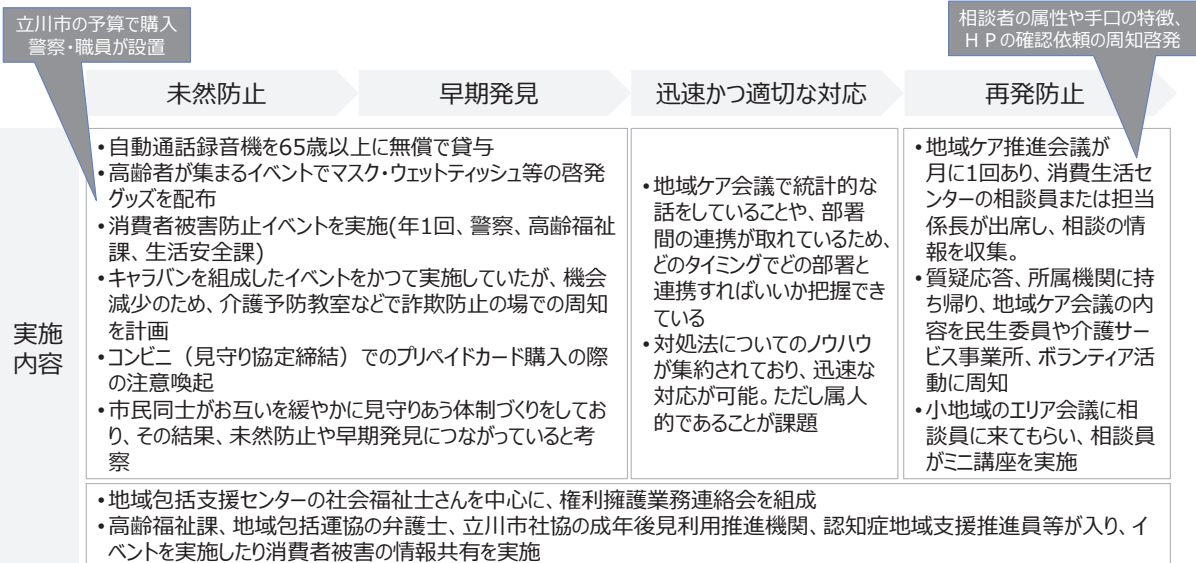 立川市の予算で購入
警察・職員が設置
相談者の属性や手口の特徴、
ＨＰの確認依頼の周知啓発
未然防止
早期発見
迅速かつ適切な対応
再発防止
実施
内容
•自動通話録音機を65歳以上に無償で貸与
•高齢者が集まるイベントでマスク・ウェットティッシュ等の啓発
グッズを配布
•消費者被害防止イベントを実施(年1回、警察、高齢福祉
課、生活安全課)
•キャラバンを組成したイベントをかつて実施していたが、機会
減少のため、介護予防教室などで詐欺防止の場での周知
を計画
•コンビニ（見守り協定締結）でのプリペイドカード購入の際
の注意喚起
•市民同士がお互いを緩やかに見守りあう体制づくりをしてお
り、その結果、未然防止や早期発見につながっていると考
察
•地域ケア会議で統計的な
話をしていることや、部署
間の連携が取れているため、
どのタイミングでどの部署と
連携すればいいか把握でき
ている
•対処法についてのノウハウ
が集約されており、迅速な
対応が可能。ただし属人
的であることが課題
•地域ケア推進会議が
月に1回あり、消費生活セ
ンターの相談員または担当
係長が出席し、相談の情
報を収集。
•質疑応答、所属機関に持
ち帰り、地域ケア会議の内
容を民生委員や介護サー
ビス事業所、ボランティア活
動に周知
•小地域のエリア会議に相
談員に来てもらい、相談員
がミニ講座を実施
•地域包括支援センターの社会福祉士さんを中心に、権利擁護業務連絡会を組成
•高齢福祉課、地域包括運協の弁護士、立川市社協の成年後見利用推進機関、認知症地域支援推進員等が入り、イ
ベントを実施したり消費者被害の情報共有を実施